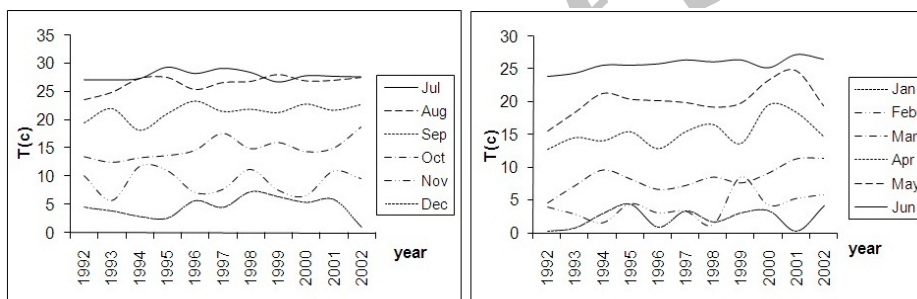 35
30
25
20
15
10
5
0
T(c)
1992
1993
1994
1995
1996
1997
1998
1999
2000
2001
2002
year
Jul
Aug
Sep
Oct
Nov
Dec
30
25
20
15
10
5
0
T(c)
1992
1993
1994
1995
1996
1997
1998
1999
2000
2001
2002
year
Jan
Feb
Mar
Apr
May
Jun